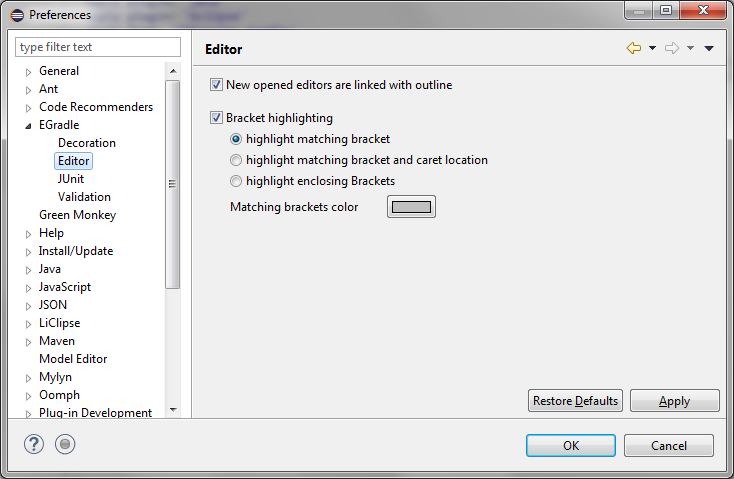 Preferences
type filter text
General
Ant
Code Recommenders
EGradle
Decoration
Editor
JUnit
Validation
Green Monkey
Help
Install/Update
Java
JavaScript
JSON
LiClipse
Maven
Model Editor
Mylyn
Oomph
Plug-in Development
Editor
New opened editors are linked with outline
Bracket highlighting
highlight matching bracket
highlight matching bracket and caret location
highlight enclosing Brackets
Matching brackets color
Restore Defaults
Apply
OK
Cancel